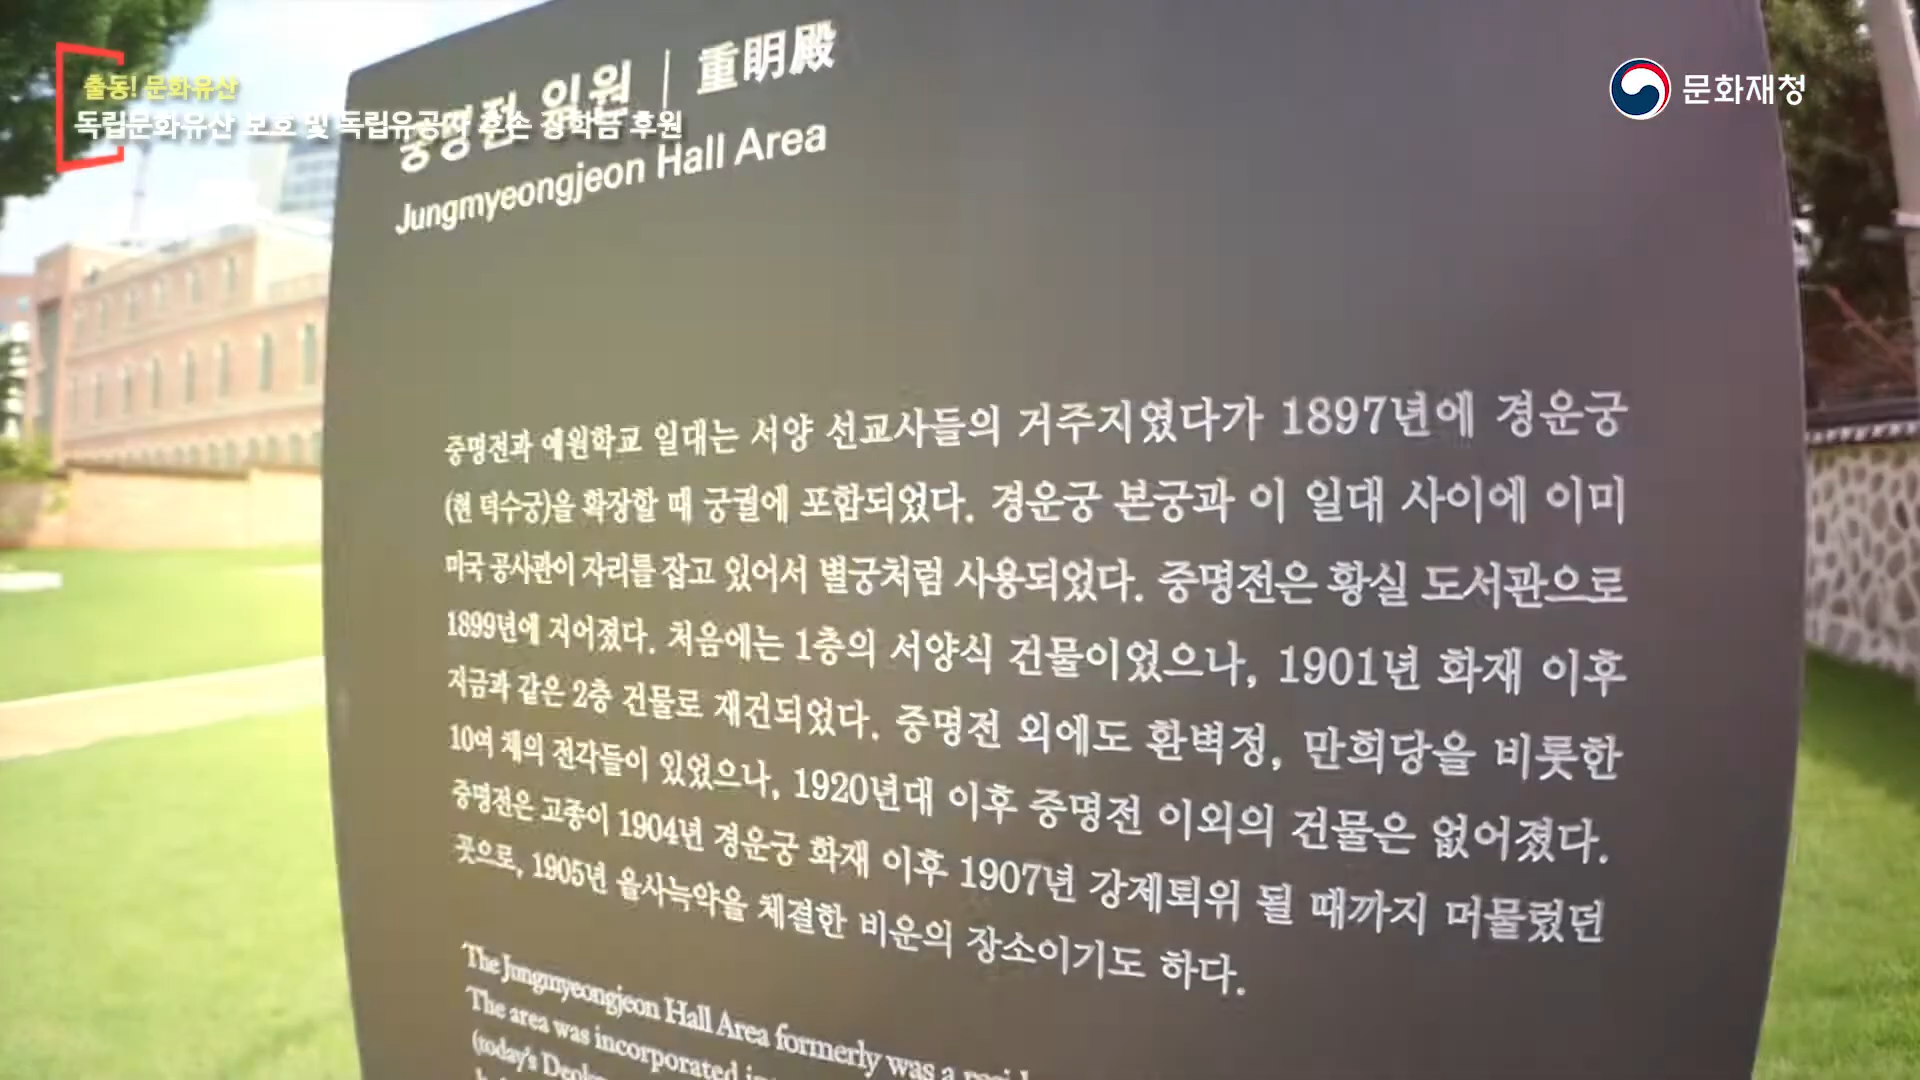 출동! 문화유산
독립문화유산 보호 및 독립유공자 후손 장학금 후원
문화재청
중명전 일원 | 重明殿
Jungmyeongjeon Hall Area
중명전과 예원학교 일대는 서양 선교사들의 거주지였다가 1897년에 경운궁
(현 덕수궁)을 확장할 때 궁궐에 포함되었다. 경운궁 본궁과 이 일대 사이에 이미
미국 공사관이 자리를 잡고 있어서 별궁처럼 사용되었다. 중명전은 황실 도서관으로
1899년에 지어졌다. 처음에는 1층의 서양식 건물이었으나, 1901년 화재 이후
지금과 같은 2층 건물로 재건되었다. 중명전 외에도 환벽정, 만희당을 비롯한
10여 채의 전각들이 있었으나, 1920년대 이후 중명전 이외의 건물은 없어졌다.
중명전은 고종이 1904년 경운궁 화재 이후 1907년 강제퇴위 될 때까지 머물렀던
곳으로, 1905년 을사늑약을 체결한 비운의 장소이기도 하다.
The Jungmyeongjeon Hall Area formerly was a
The area was incorporated
(today's